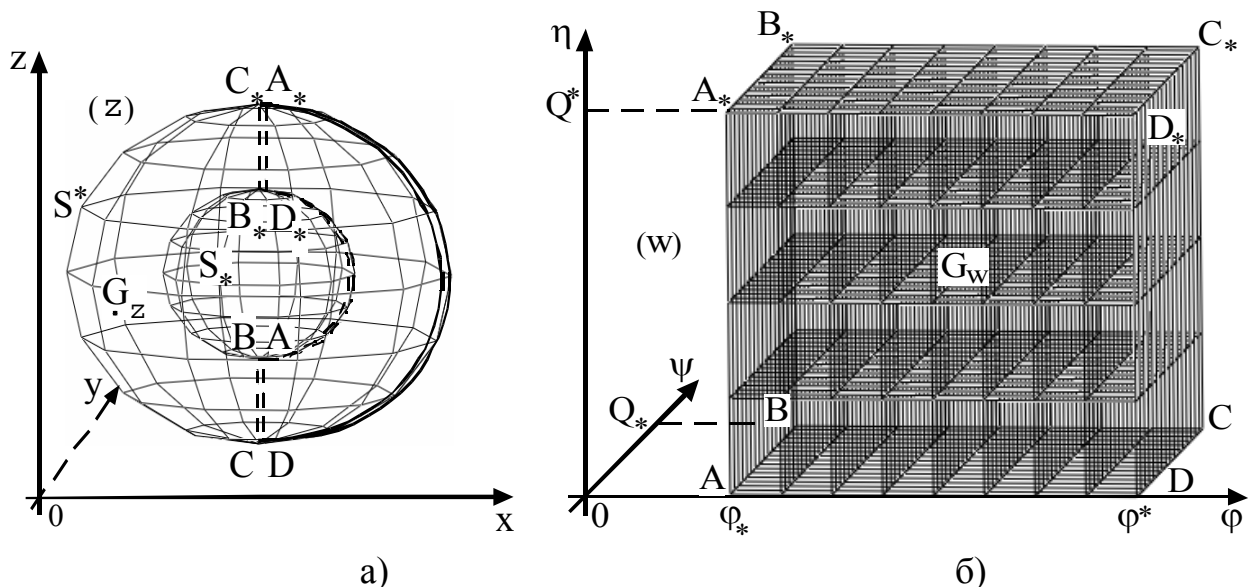 z
C* A*
(z)
S*
B* D*
S*
G z
B A
y
C D
0
x
а)
η
B*
C*
Q*
A*
D*
(w)
G w
ψ
Q*
B
C
A
D
0
φ*
φ*
φ
б)